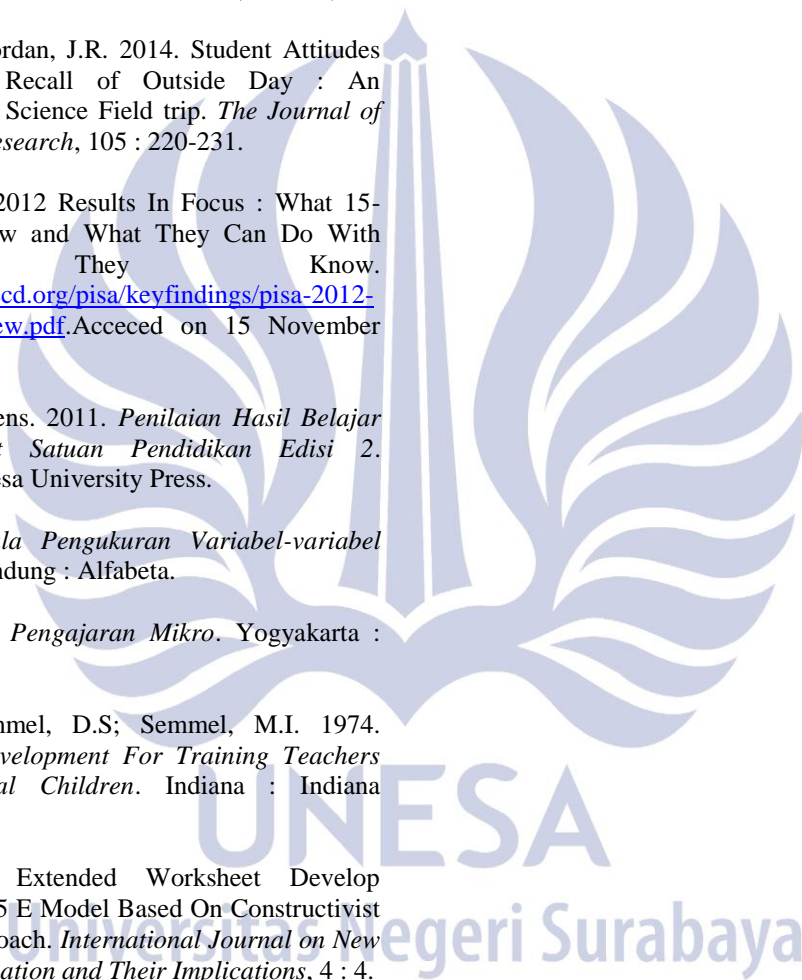 ordan, J.R. 2014. Student Attitudes
Recall of Outside Day : An
Science Field trip. The Journal of
esearch, 105 : 220-231.
2012 Results In Focus : What 15-
w and What They Can Do With
They Know.
cd.org/pisa/keyfindings/pisa-2012-
ew.pdf.Acceced on 15 November
ens. 2011. Penilaian Hasil Belajar
t Satuan Pendidikan Edisi 2.
esa University Press.
la Pengukuran Variabel-variabel
ndung : Alfabeta.
Pengajaran Mikro. Yogyakarta :
mmel, D.S; Semmel, M.I. 1974.
velopment For Training Teachers
al Children. Indiana : Indiana
UNESA
Extended Worksheet Develop
5 E Model Based On Constructivist
oach. International Journal on New
Universitas Negeri Surabaya
ation and Their Implications, 4 : 4.